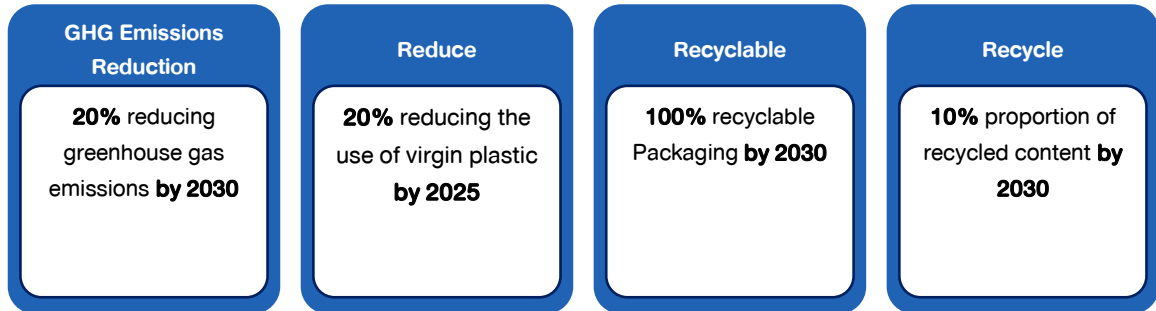 GHG Emissions
Reduction
20% reducing
greenhouse gas
emissions by 2030
Reduce
20% reducing the
use of virgin plastic
by 2025
Recyclable
100% recyclable
Packaging by 2030
Recycle
10% proportion of
recycled content by
2030